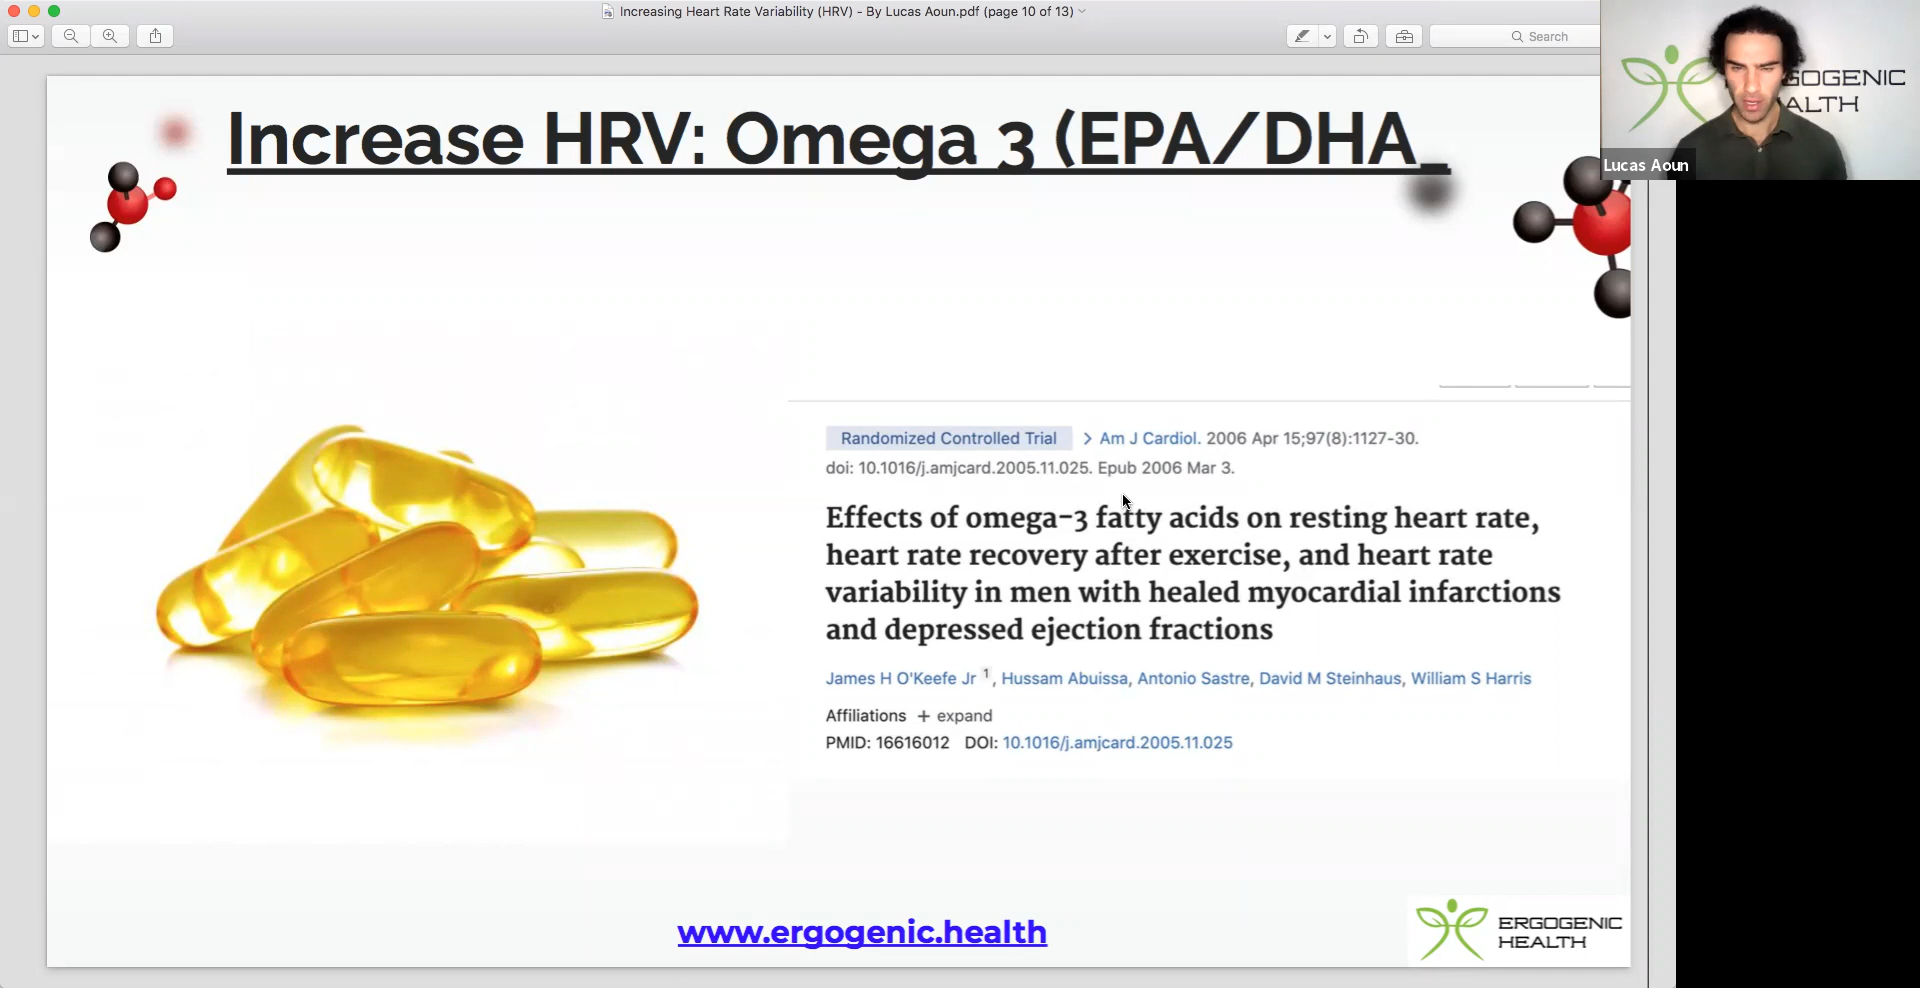 Increasing Heart Rate Variability (HRV) - By Lucas Aoun.pdf (page 10 of 13)
Search
ERGOGENIC
HEALTH
Lucas Aoun
Increase HRV: Omega 3 (EPA/DHA_
Randomized Controlled Trial > Am J Cardiol. 2006 Apr 15;97(8):1127-30.
doi: 10.1016/j.amjcard.2005.11.025. Epub 2006 Mar 3.
Effects of omega-3 fatty acids on resting heart rate,
heart rate recovery after exercise, and heart rate
variability in men with healed myocardial infarctions
and depressed ejection fractions
James H O'Keefe Jr 1, Hussam Abuissa, Antonio Sastre, David M Steinhaus, William S Harris
Affiliations + expand
PMID: 16616012 DOI: 10.1016/j.amjcard.2005.11.025
www.ergogenic.health
ERGOGENIC
HEALTH